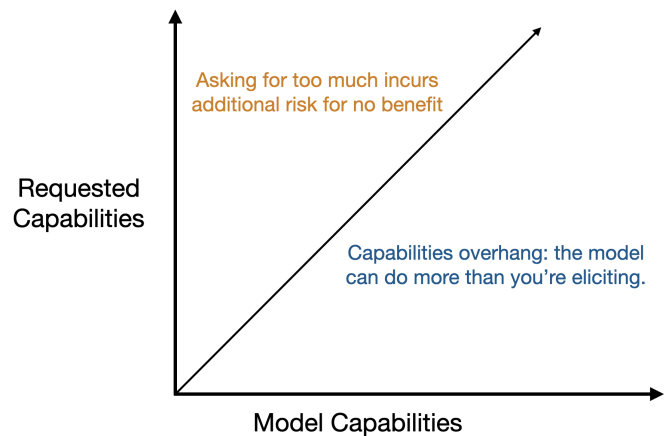 Asking for too much incurs
additional risk for no benefit
Requested
Capabilities
Capabilities overhang: the model
can do more than you’re eliciting.
Model Capabilities